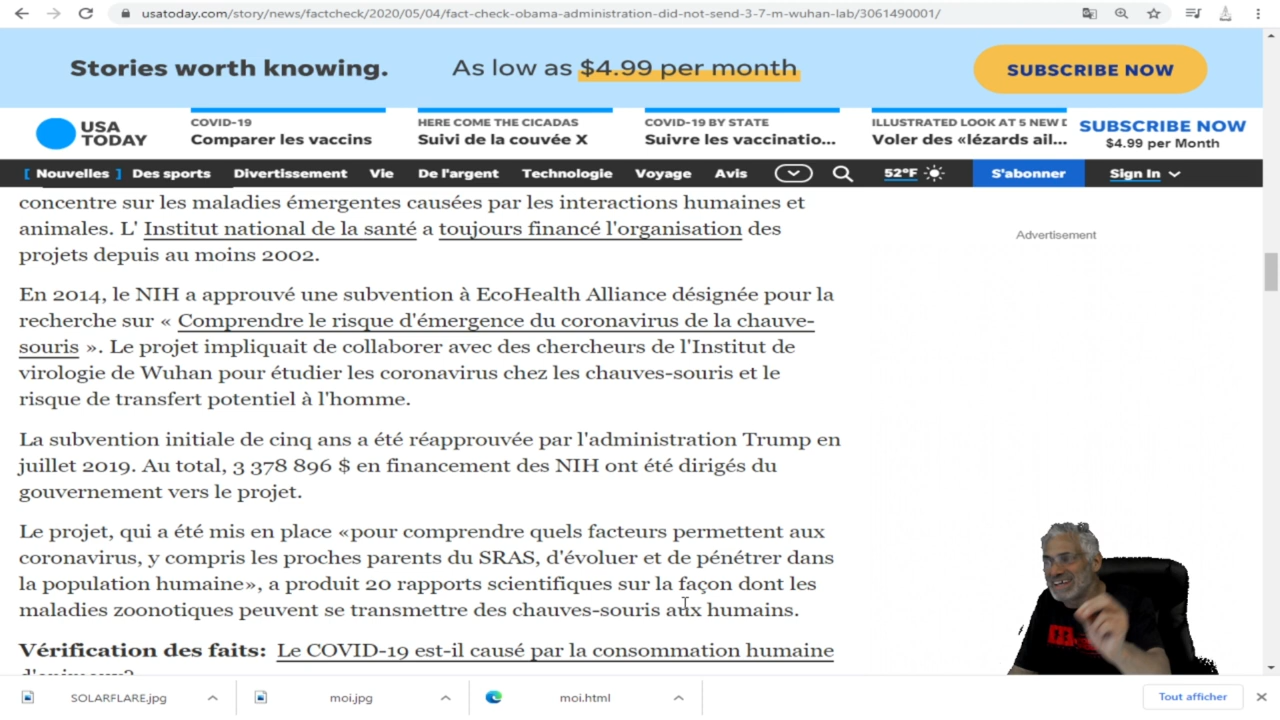 usatoday.com/story/news/factcheck/2020/05/04/fact-check-obama-administration-did-not-send-3-7-m-wuhan-lab/3061490001/
Stories worth knowing. As low as $4.99 per month SUBSCRIBE NOW
USA TODAY
COVID-19
Comparer les vaccins
HERE COME THE CICADAS
Suivi de la couvée X
COVID-19 BY STATE
Suivre les vaccinatio...
ILLUSTRATED LOOK AT 5 NEW D
Voler des «lézards ail...
SUBSCRIBE NOW
$4.99 per Month
[ Nouvelles ] Des sports Divertissement Vie De l'argent Technologie Voyage Avis 52°F S'abonner Sign In
concentre sur les maladies émergentes causées par les interactions humaines et
animales. L' Institut national de la santé a toujours financé l'organisation des
projets depuis au moins 2002.
Advertisement
En 2014, le NIH a approuvé une subvention à EcoHealth Alliance désignée pour la
recherche sur « Comprendre le risque d'émergence du coronavirus de la chauve-
souris ». Le projet impliquait de collaborer avec des chercheurs de l'Institut de
virologie de Wuhan pour étudier les coronavirus chez les chauves-souris et le
risque de transfert potentiel à l'homme.
La subvention initiale de cinq ans a été réapprouvée par l'administration Trump en
juillet 2019. Au total, 3 378 896 $ en financement des NIH ont été dirigés du
gouvernement vers le projet.
Le projet, qui a été mis en place «pour comprendre quels facteurs permettent aux
coronavirus, y compris les proches parents du SRAS, d'évoluer et de pénétrer dans
la population humaine», a produit 20 rapports scientifiques sur la façon dont les
maladies zoonotiques peuvent se transmettre des chauves-souris aux humains.
Vérification des faits: Le COVID-19 est-il causé par la consommation humaine
d'animaux?
SOLARFLARE.jpg moi.jpg moi.html Tout afficher